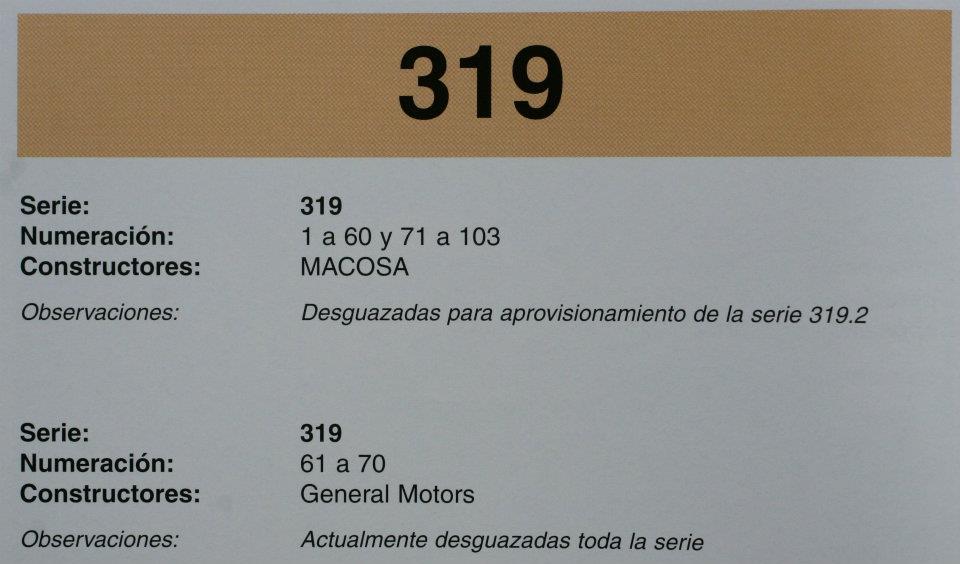 319
Serie: 319
Numeración: 1 a 60 y 71 a 103
Constructores: MACOSA
Observaciones: Desguazadas para aprovisionamiento de la serie 319.2
Serie: 319
Numeración: 61 a 70
Constructores: General Motors
Observaciones: Actualmente desguazadas toda la serie